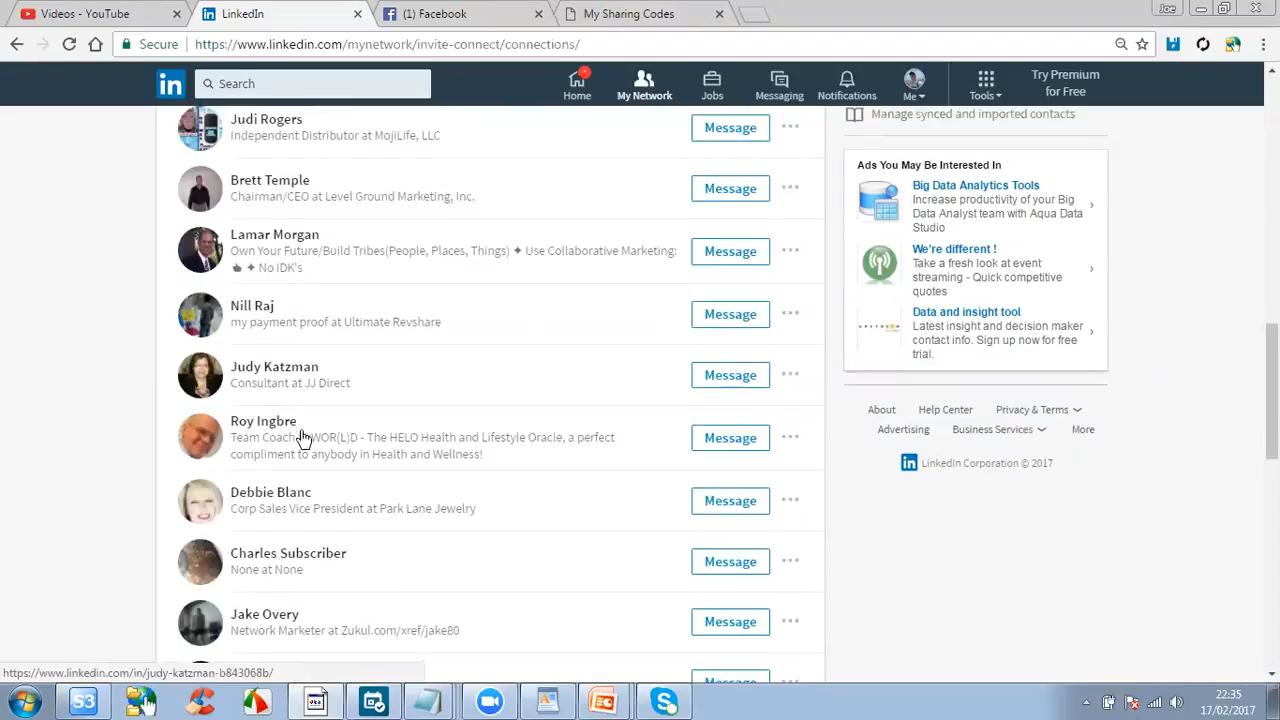 Videos - YouTube
LinkedIn
(1) Facebook
My Sharing Codes
Joe
Secure
https://www.linkedin.com/mynetwork/invite-connect/connections/
in
Search
Home
My Network
Jobs
Messaging
Notifications
Me
Tools
Try Premium
for Free
Judi Rogers
Independent Distributor at MojiLife, LLC
Message
Brett Temple
Chairman/CEO at Level Ground Marketing, Inc.
Message
Lamar Morgan
Own Your Future/Build Tribes(People, Places, Things) ✦ Use Collaborative Marketing:
✦ No IDK's
Message
Nill Raj
my payment proof at Ultimate Revshare
Message
Judy Katzman
Consultant at JJ Direct
Message
Roy Ingbre
Team Coach WOR(L)D - The HELO Health and Lifestyle Oracle, a perfect
compliment to anybody in Health and Wellness!
Message
Debbie Blanc
Corp Sales Vice President at Park Lane Jewelry
Message
Charles Subscriber
None at None
Message
Jake Overy
Network Marketer at Zukul.com/xref/jake80
Message
Message
Manage synced and imported contacts
Ads You May Be Interested In
Big Data Analytics Tools
Increase productivity of your Big
Data Analyst team with Aqua Data
Studio
We're different !
Take a fresh look at event
streaming - Quick competitive
quotes
Data and insight tool
Latest insight and decision maker
contact info. Sign up now for free
trial.
About
Help Center
Privacy & Terms
Advertising
Business Services
More
in LinkedIn Corporation © 2017
https://www.linkedin.com/in/judy-katzman-b843068b/
S3
22:35
17/02/2017